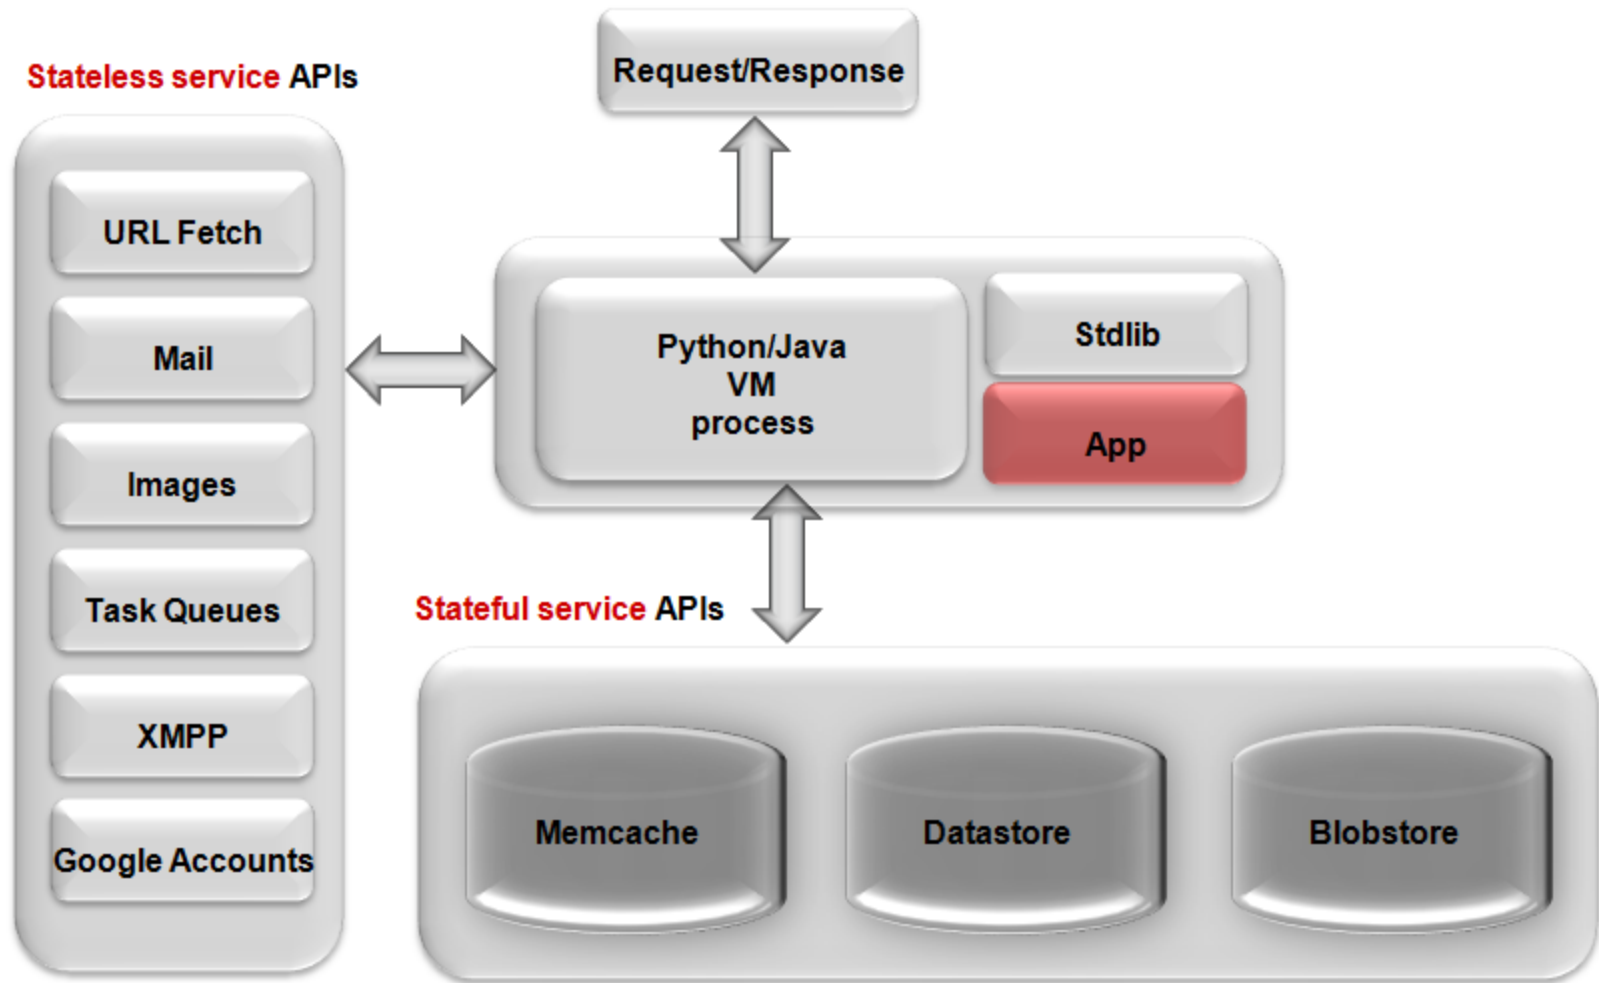 Request/Response
Stateless service APIs
URL Fetch
Mail
Images
Task Queues
XMPP
Google Accounts
Python/Java
VM
process
Stdlib
App
Stateful service APIs
Memcache
Datastore
Blobstore